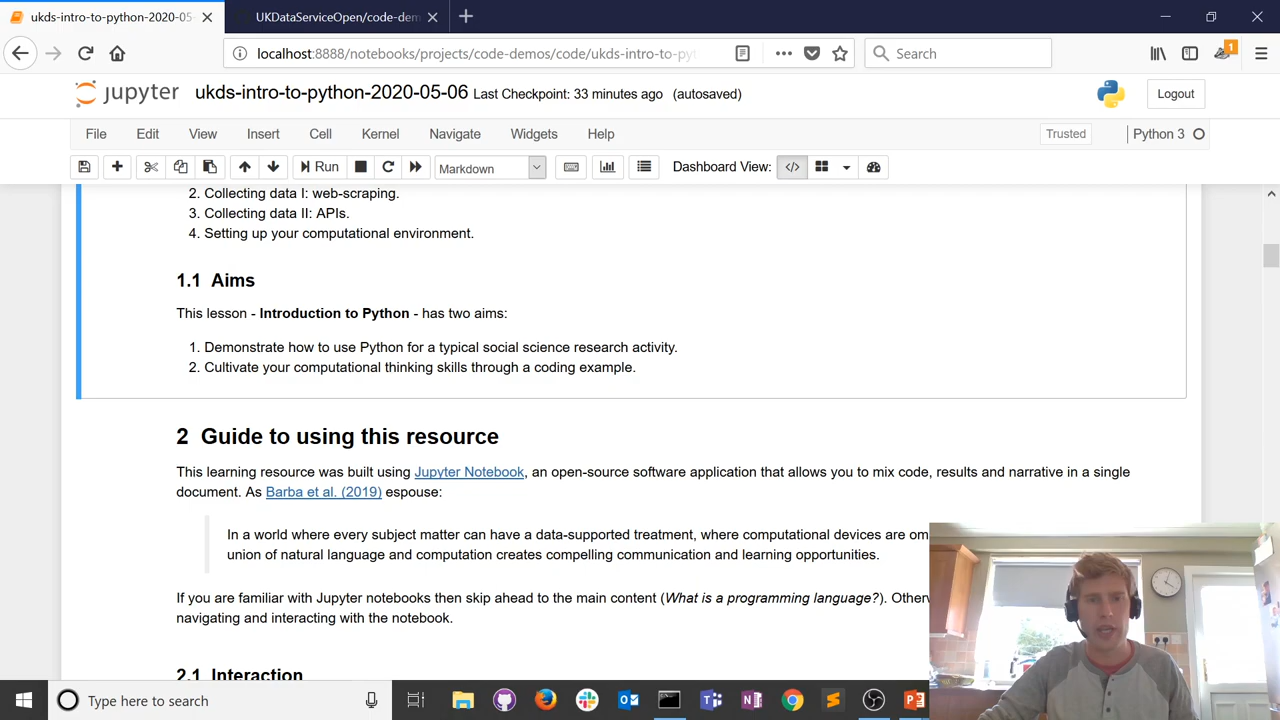 ukds-intro-to-python-2020-05-
UKDataServiceOpen/code-dem
localhost:8888/notebooks/projects/code-demos/code/ukds-intro-to-py
Search
1
jupyter ukds-intro-to-python-2020-05-06 Last Checkpoint: 33 minutes ago (autosaved)
Logout
File Edit View Insert Cell Kernel Navigate Widgets Help
Trusted
Python 3
Run
Markdown
Dashboard View:
2. Collecting data I: web-scraping.
3. Collecting data II: APIs.
4. Setting up your computational environment.
1.1 Aims
This lesson - Introduction to Python - has two aims:
1. Demonstrate how to use Python for a typical social science research activity.
2. Cultivate your computational thinking skills through a coding example.
2 Guide to using this resource
This learning resource was built using Jupyter Notebook, an open-source software application that allows you to mix code, results and narrative in a single
document. As Barba et al. (2019) espouse:
In a world where every subject matter can have a data-supported treatment, where computational devices are om
union of natural language and computation creates compelling communication and learning opportunities.
If you are familiar with Jupyter notebooks then skip ahead to the main content (What is a programming language?). Otherv
navigating and interacting with the notebook.
2.1 Interaction
Type here to search